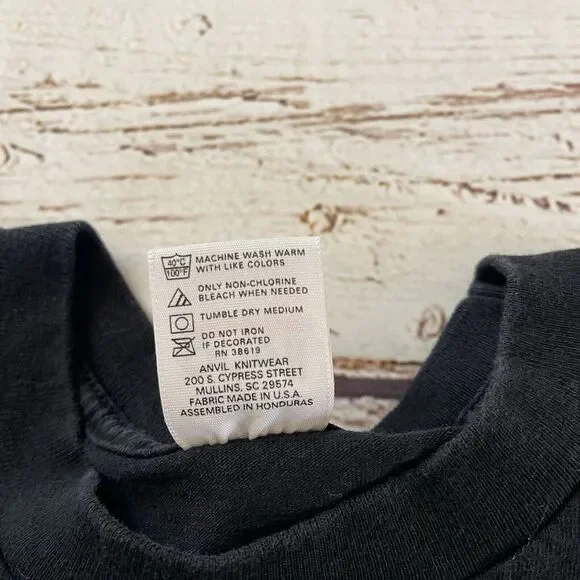 40°C
100°F
MACHINE WASH WARM
WITH LIKE COLORS
ONLY NON-CHLORINE
BLEACH WHEN NEEDED
TUMBLE DRY MEDIUM
DO NOT IRON
IF DECORATED
RN 38619
ANVIL KNITWEAR
200 S. CYPRESS STREET
MULLINS, SC 29574
FABRIC MADE IN U.S.A.
ASSEMBLED IN HONDURAS